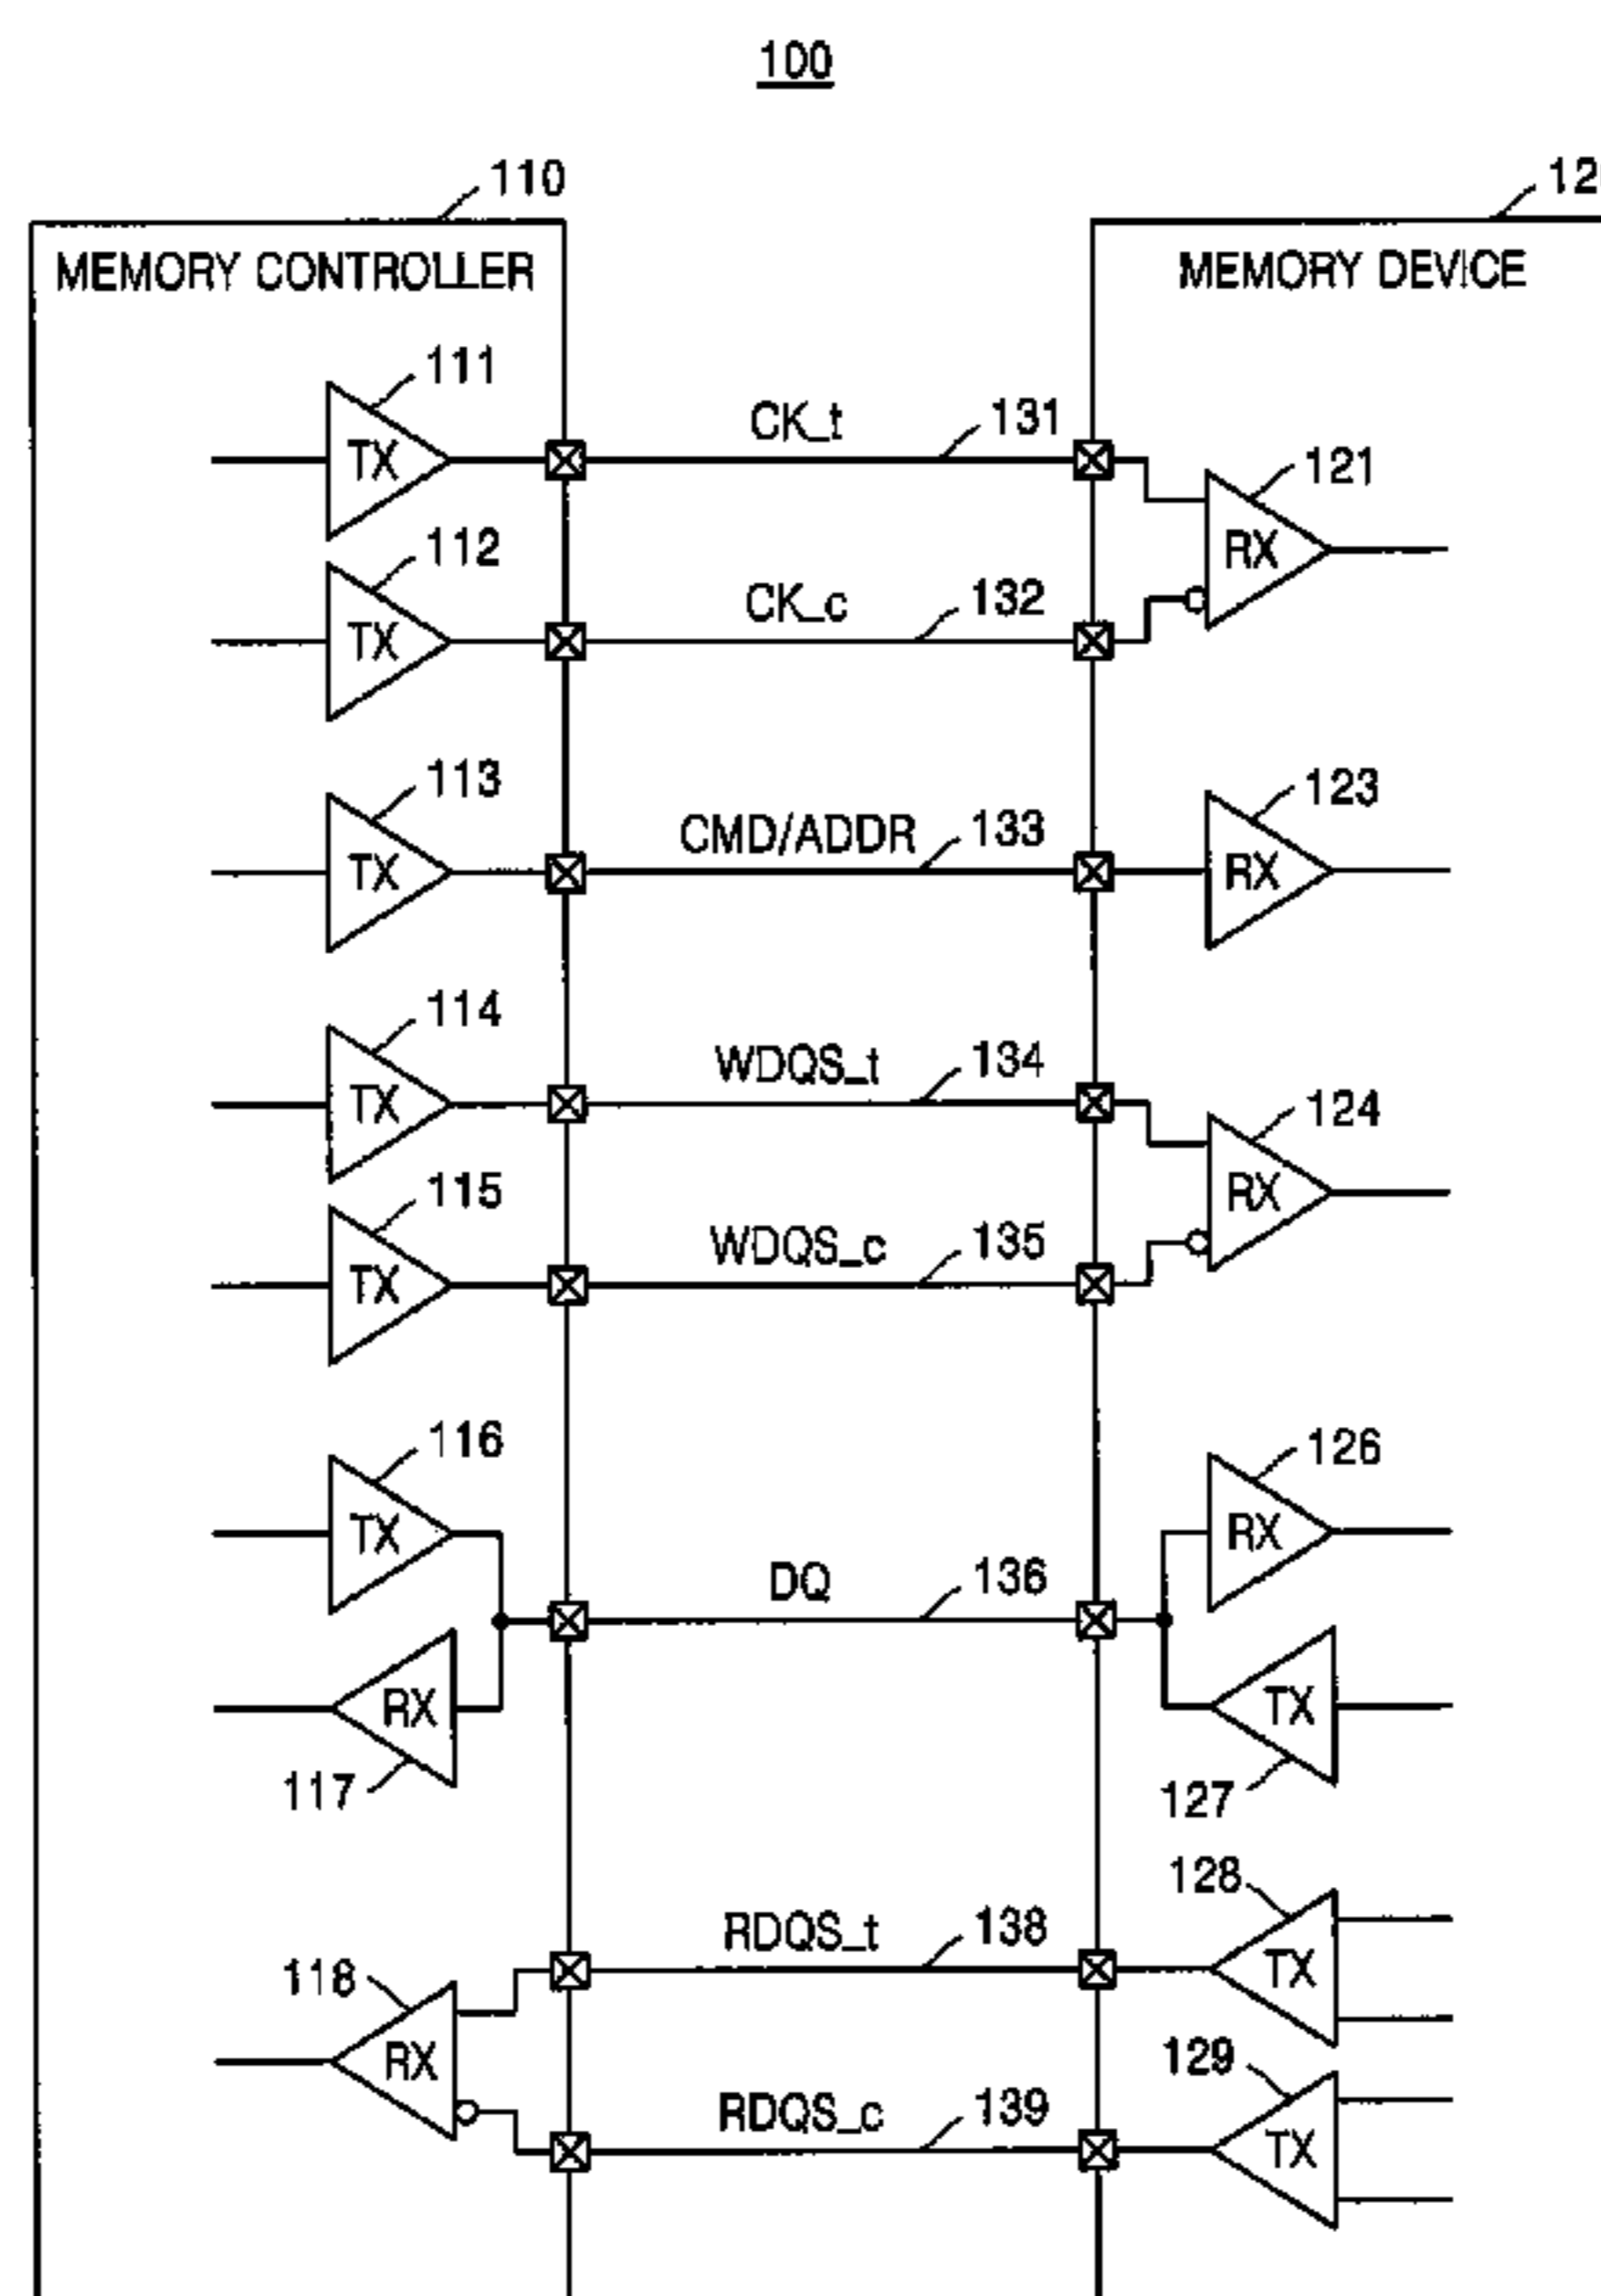 100
110
12
MEMORY CONTROLLER
MEMORY DEVICE
111
TX
CK_t
131
121
RX
112
TX
CK_c
132
113
TX
CMD/ADDR
133
123
RX
114
TX
WDQS_t
134
124
RX
115
TX
WDQS_c
135
116
TX
DQ
136
126
RX
RX
117
TX
127
RDQS_t
138
128
TX
118
RX
RDQS_c
139
129
TX